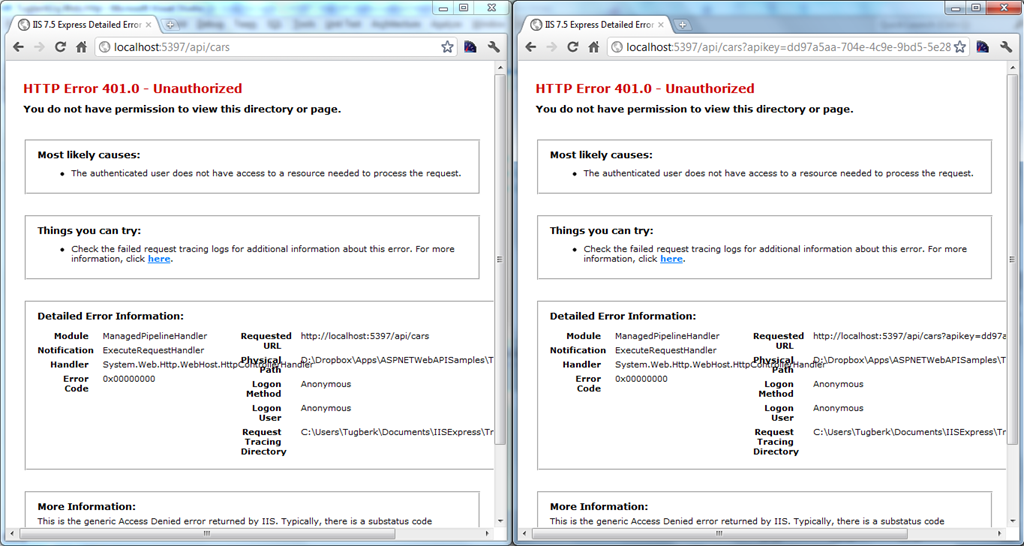 IIS 7.5 Express Detailed Error
localhost:5397/api/cars
HTTP Error 401.0 - Unauthorized
You do not have permission to view this directory or page.
Most likely causes:
• The authenticated user does not have access to a resource needed to process the request.
Things you can try:
• Check the failed request tracing logs for additional information about this error. For more
information, click here.
Detailed Error Information:
Module ManagedPipelineHandler
Notification ExecuteRequestHandler
Handler System.Web.Http.WebHost.HttpControllerHandler
Error 0x00000000
Code
Requested http://localhost:5397/api/cars
URL
Physical D:\Dropbox\Apps\ASPNETWebAPISamples\T
Path
Logon Anonymous
Method
Logon Anonymous
User
Request C:\Users\Tugberk\Documents\IISExpress\Tr
Tracing
Directory
More Information:
This is the generic Access Denied error returned by IIS. Typically, there is a substatus code
IIS 7.5 Express Detailed Error
localhost:5397/api/cars?apikey=dd97a5aa-704e-4c9e-9bd5-5e28
HTTP Error 401.0 - Unauthorized
You do not have permission to view this directory or page.
Most likely causes:
• The authenticated user does not have access to a resource needed to process the request.
Things you can try:
• Check the failed request tracing logs for additional information about this error. For more
information, click here.
Detailed Error Information:
Module ManagedPipelineHandler
Notification ExecuteRequestHandler
Handler System.Web.Http.WebHost.HttpControllerHandler
Error 0x00000000
Code
Requested http://localhost:5397/api/cars?apikey=dd97a
URL
Physical D:\Dropbox\Apps\ASPNETWebAPISamples\T
Path
Logon Anonymous
Method
Logon Anonymous
User
Request C:\Users\Tugberk\Documents\IISExpress\Tr
Tracing
Directory
More Information:
This is the generic Access Denied error returned by IIS. Typically, there is a substatus code